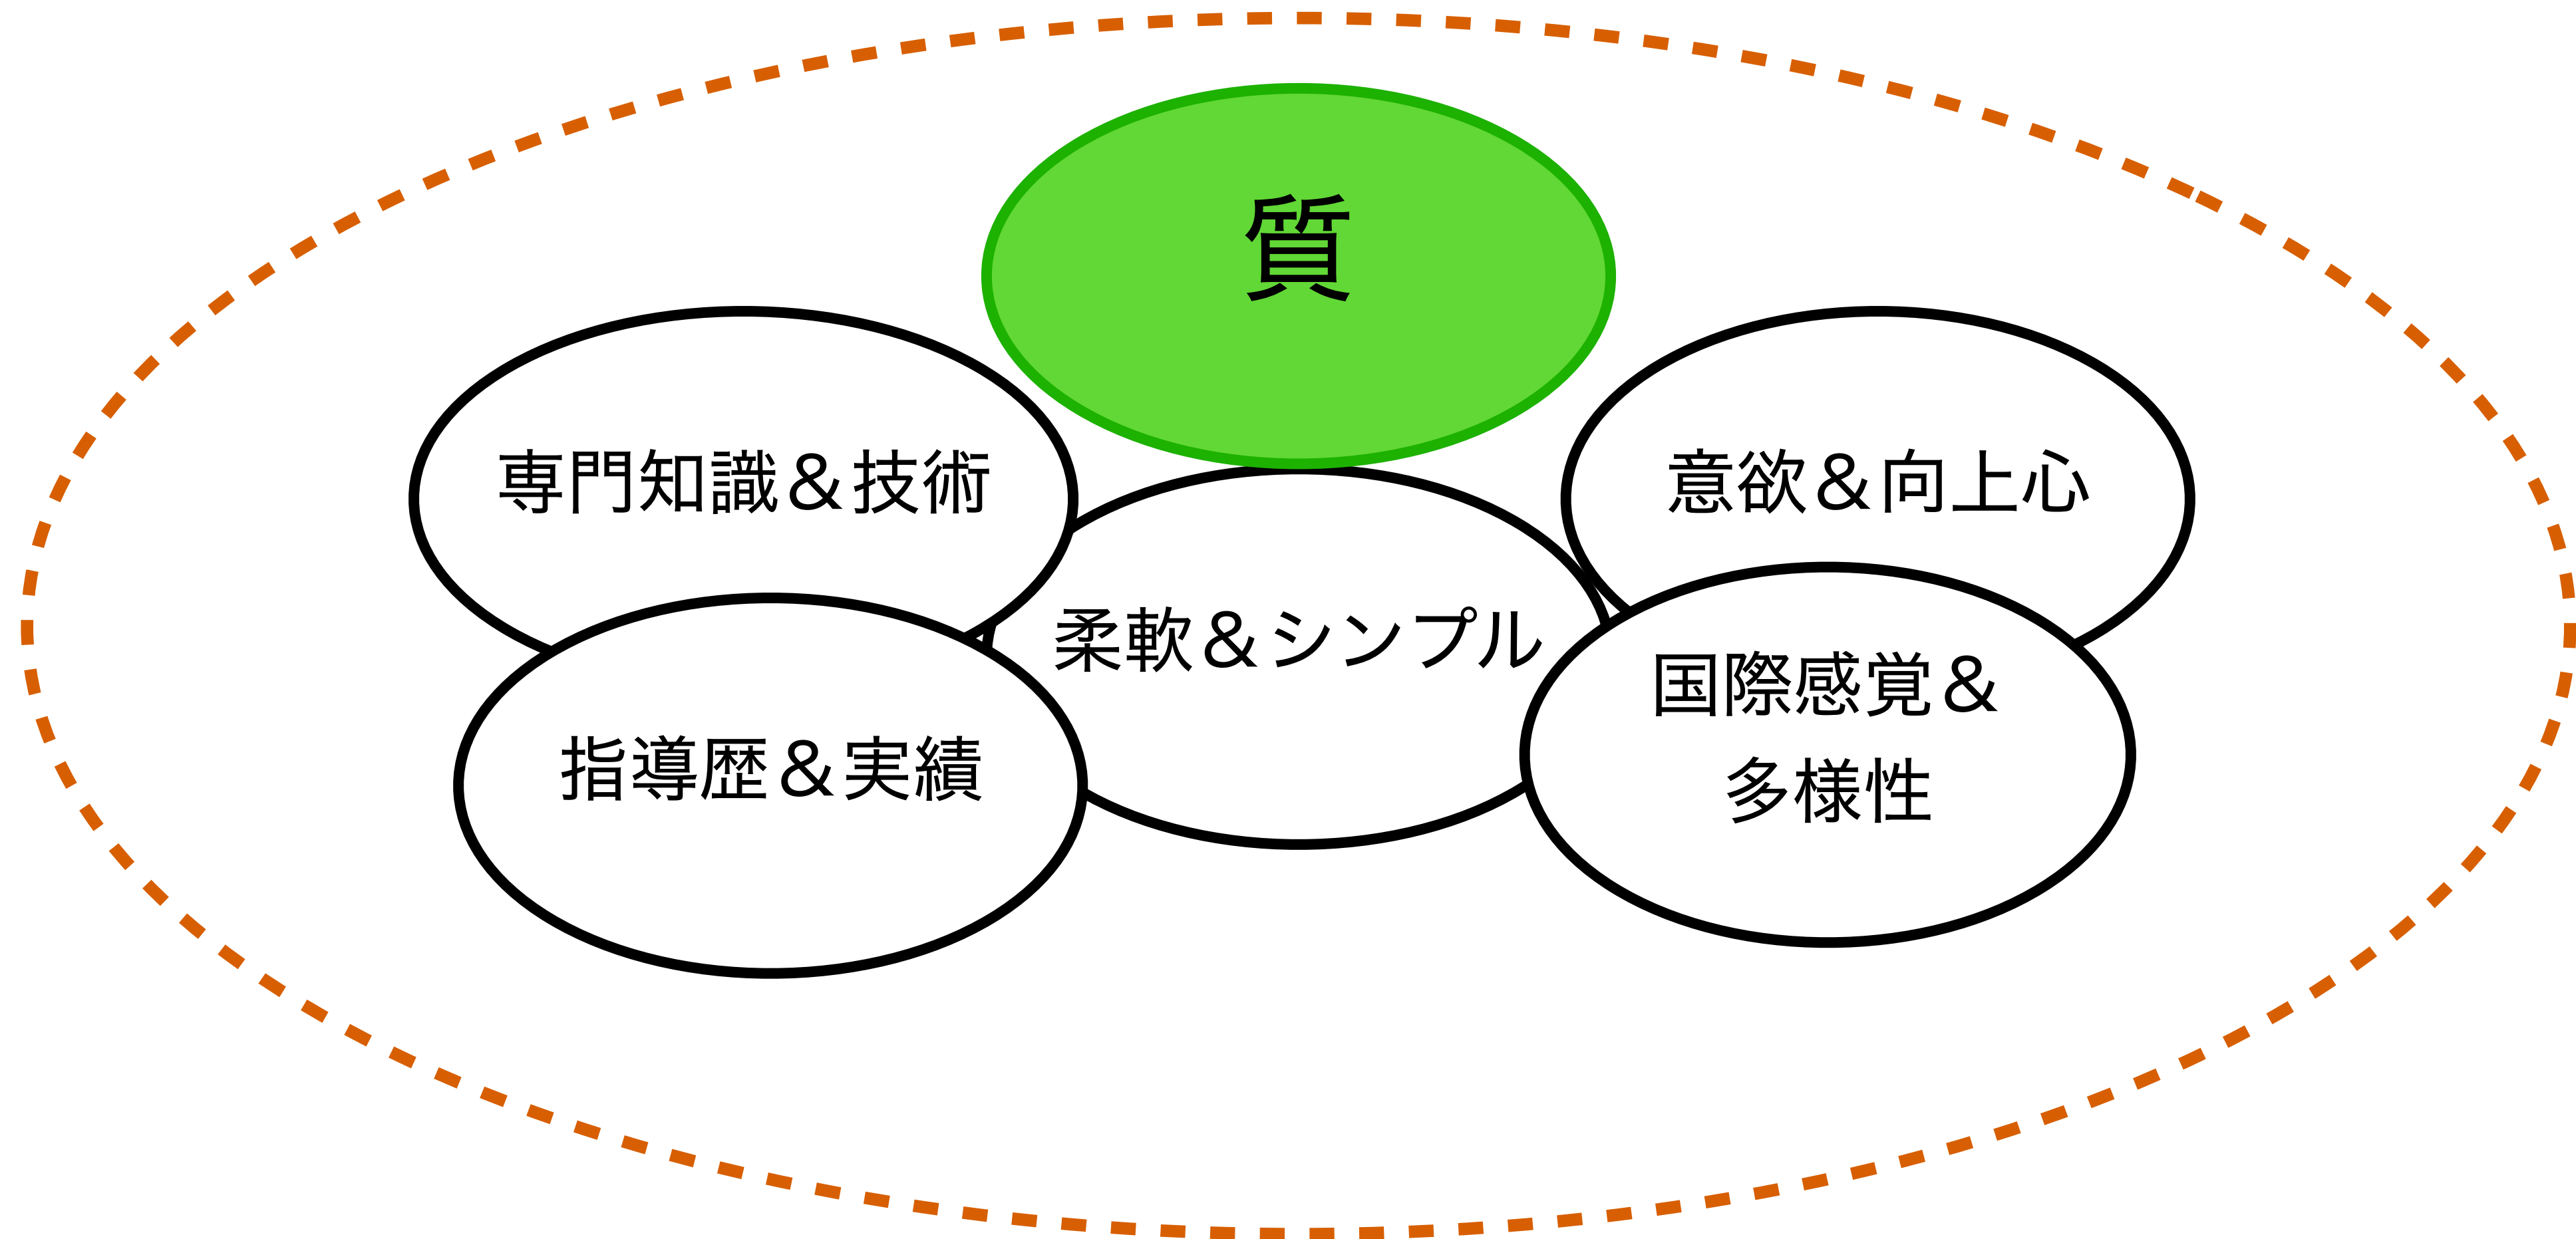 質
専門知識＆技術
意欲＆向上心
柔軟＆シンプル
国際感覚＆
多様性
指導歴＆実績